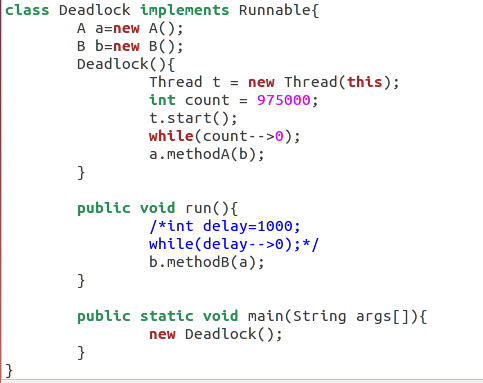 class Deadlock implements Runnable{
        A a=new A();
        B b=new B();
        Deadlock(){
                Thread t = new Thread(this);
                int count = 975000;
                t.start();
                while(count-->0);
                a.methodA(b);
        }

        public void run(){
                /*int delay=1000;
                while(delay-->0);*/
                b.methodB(a);
        }

        public static void main(String args[]){
                new Deadlock();
        }
}